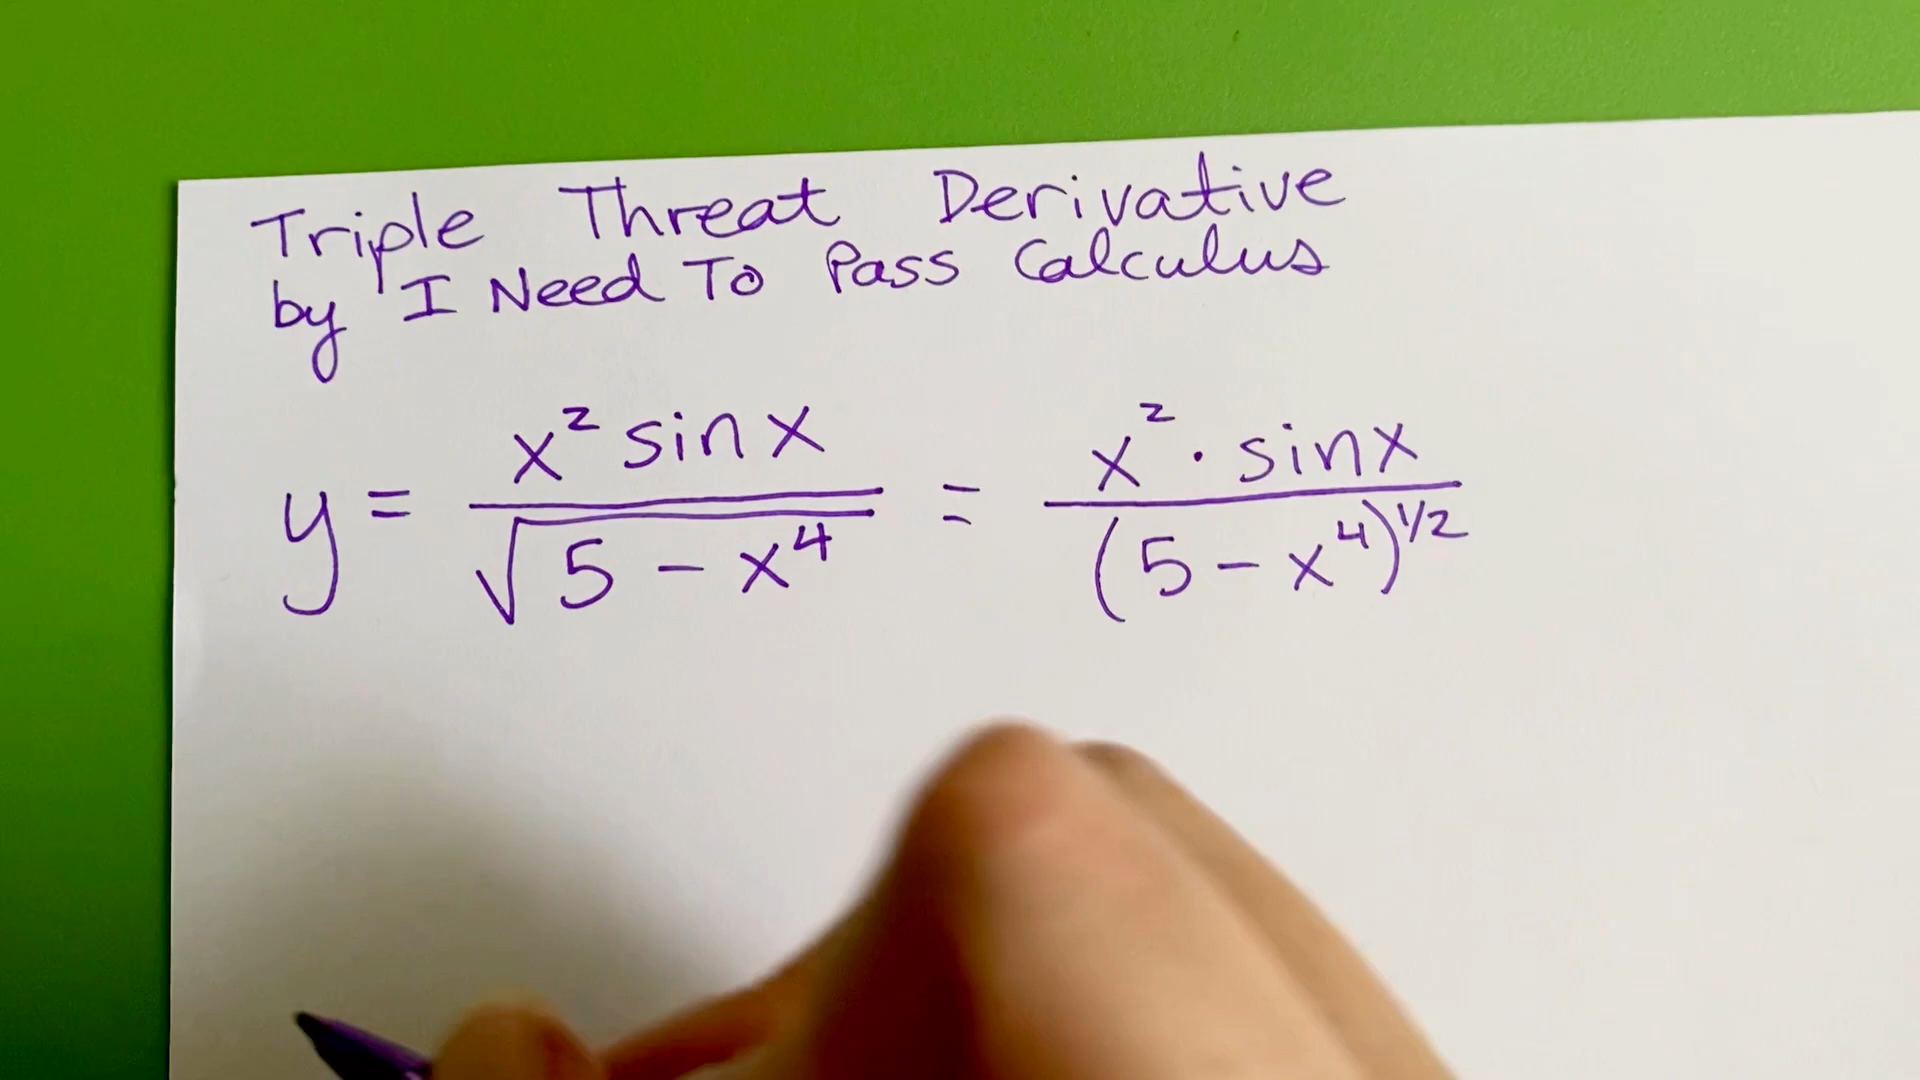 Triple Threat Derivative
by I Need To Pass Calculus
y = x² sin x / √(5 - x⁴) = x² · sin x / (5 - x⁴)^1/2